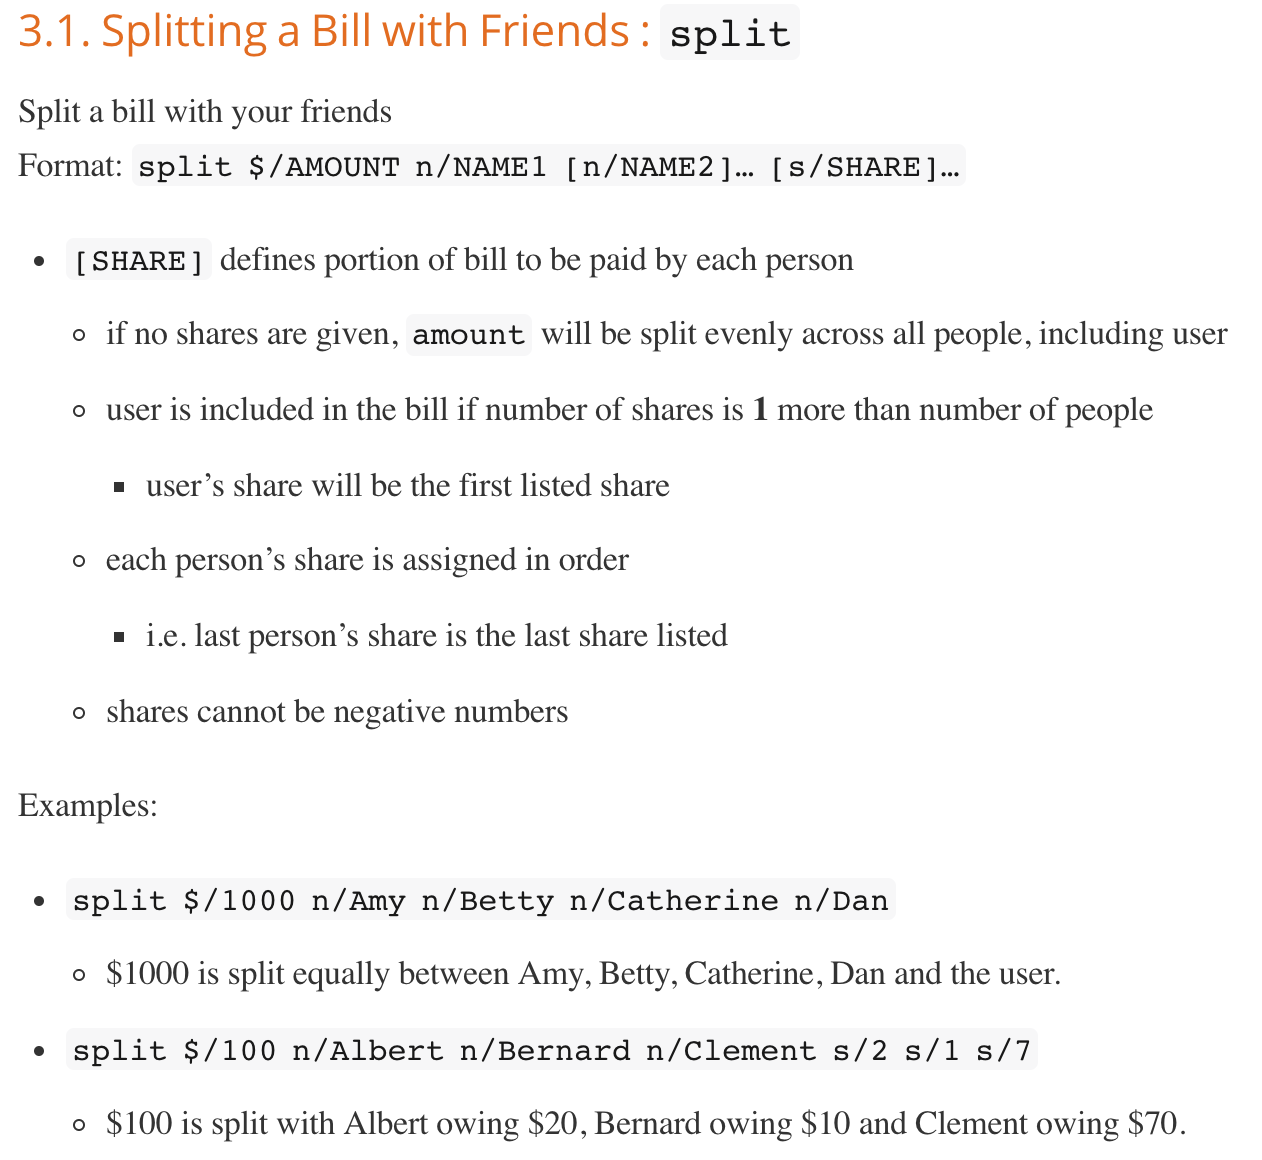 3.1. Splitting a Bill with Friends : split
Split a bill with your friends
Format: split $/AMOUNT n/NAME1 [n/NAME2]… [s/SHARE]…
[SHARE] defines portion of bill to be paid by each person
if no shares are given, amount will be split evenly across all people, including user
user is included in the bill if number of shares is 1 more than number of people
user’s share will be the first listed share
each person’s share is assigned in order
i.e. last person’s share is the last share listed
shares cannot be negative numbers
Examples:
split $/1000 n/Amy n/Betty n/Catherine n/Dan
$1000 is split equally between Amy, Betty, Catherine, Dan and the user.
split $/100 n/Albert n/Bernard n/Clement s/2 s/1 s/7
$100 is split with Albert owing $20, Bernard owing $10 and Clement owing $70.